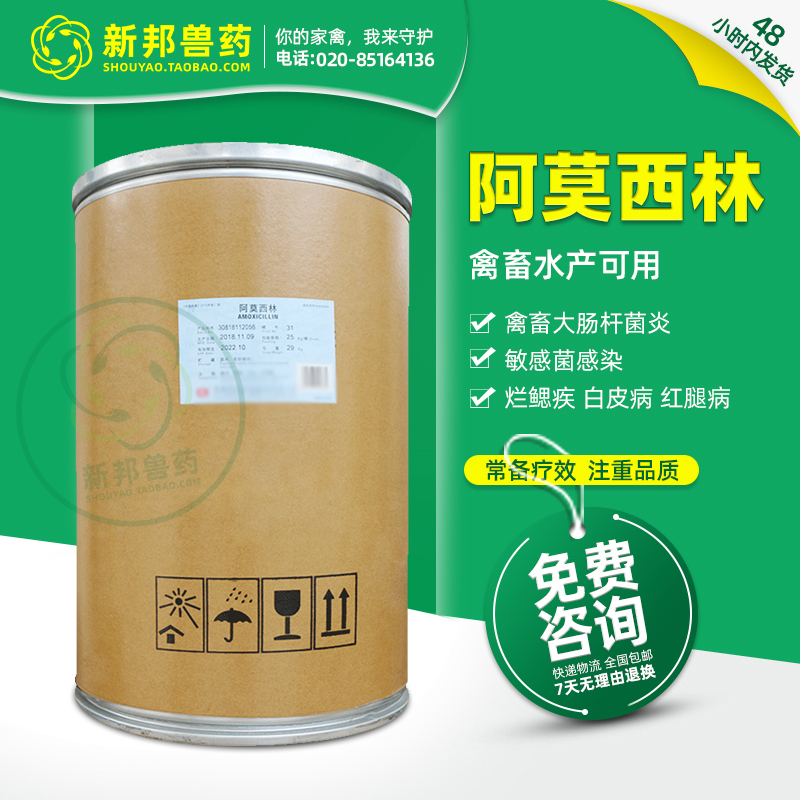 新邦兽药
SHOUYAO.TAOBAO.COM
你的家禽，我来守护
电话:020-85164136
48
小时内发货
阿莫西林
禽畜水产可用
禽畜大肠杆菌炎
敏感菌感染
烂鳃疾 白皮病 红腿病
常备疗效 注重品质
免费
咨询
快递物流 全国包邮
7天无理由退换
阿莫西林
AMOXICILLIN
30818112056
31
2018.11.09
25
2022.10
29
新邦兽药
SHOUYAO.TAOBAO.COM